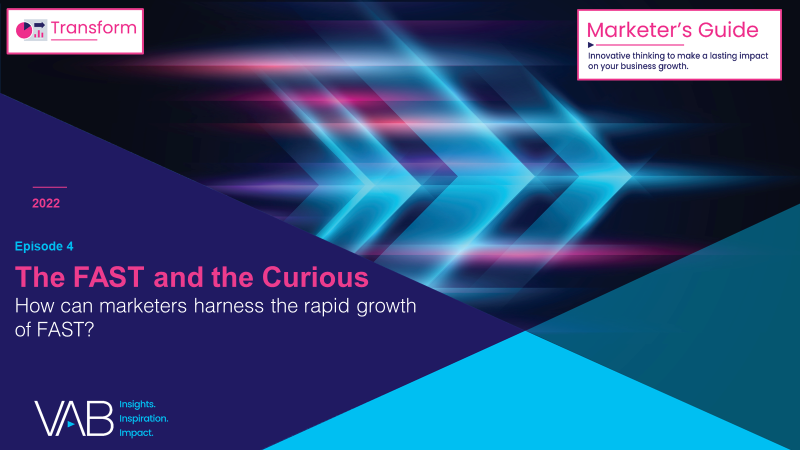 Transform
Marketer's Guide
Innovative thinking to make a lasting impact
on your business growth.
2022
Episode 4
The FAST and the Curious
How can marketers harness the rapid growth
of FAST?
VAB
Insights.
Inspiration.
Impact.